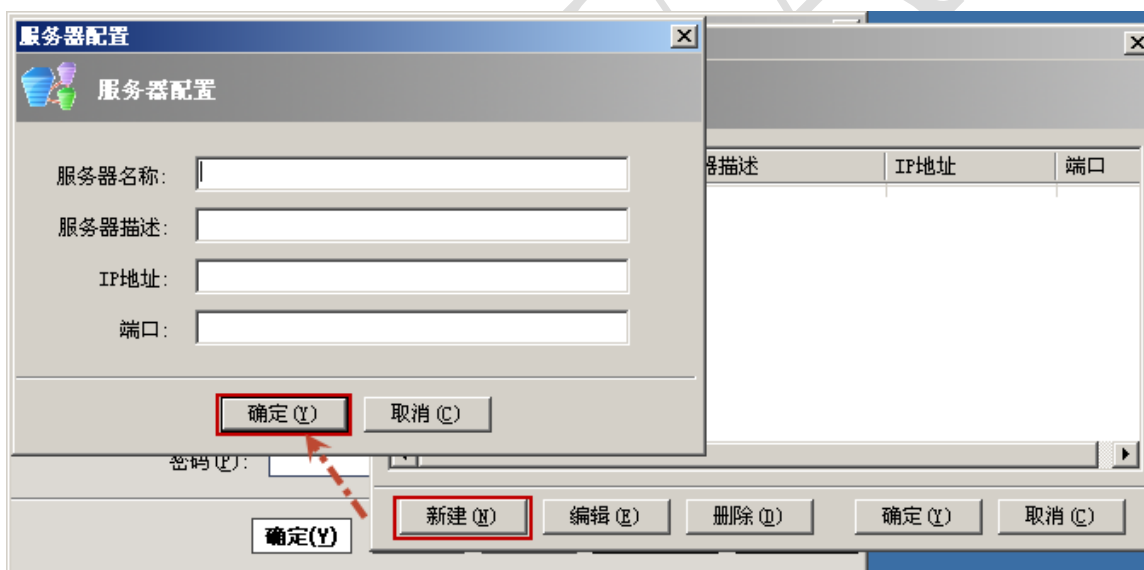 服务器配置
服务器配置
服务器名称:
服务器描述:
IP地址:
端口:
确定(Y)
取消(C)
器描述
IP地址
端口
密码(P):
新建(N)
编辑(E)
删除(D)
确定(Y)
取消(C)
确定(Y)